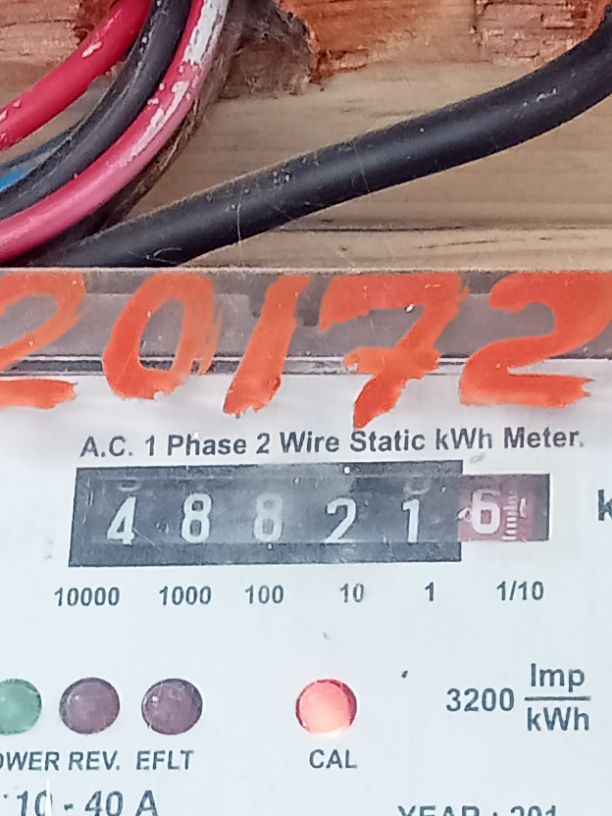 20172
A.C. 1 Phase 2 Wire Static kWh Meter.
4 8 8 2 1 6
10000 1000 100 10 1 1/10
3200 Imp/kWh
REV. EFLT CAL
10 - 40 A